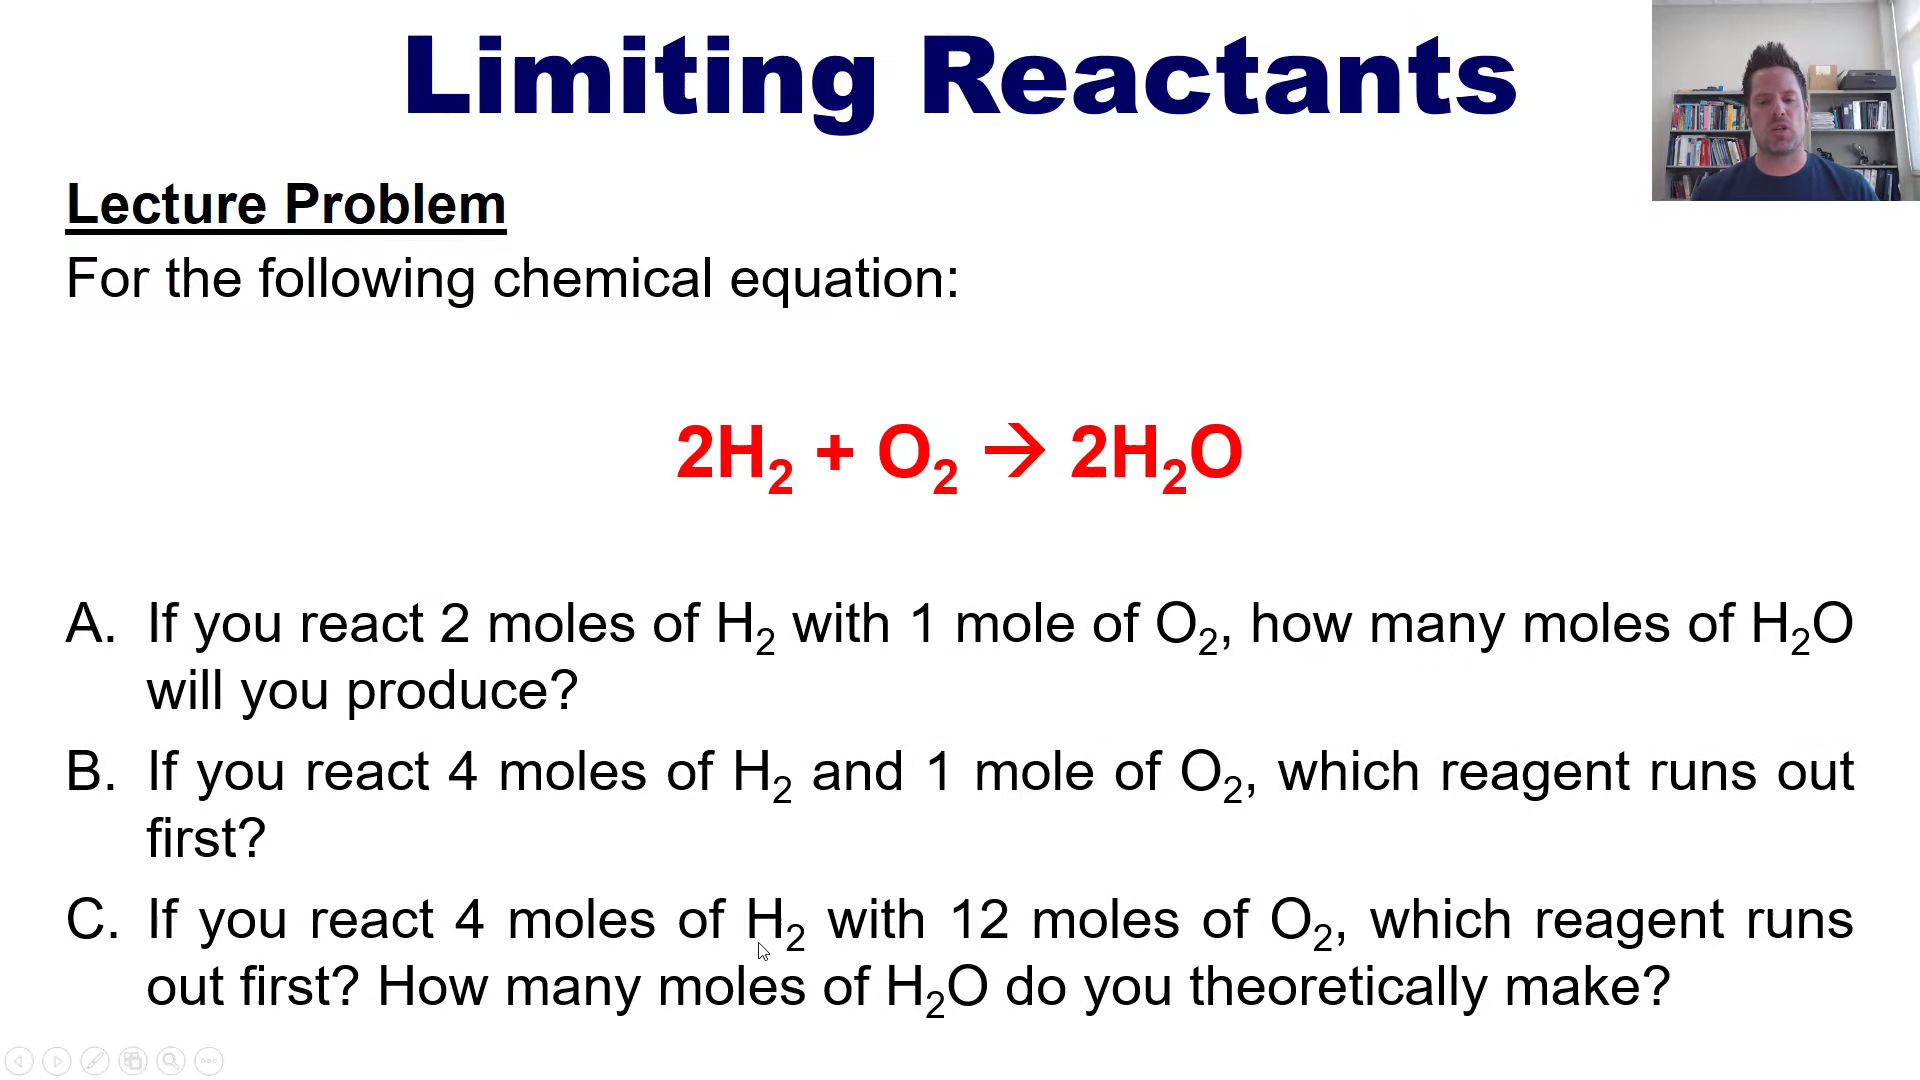 Limiting Reactants
Lecture Problem
For the following chemical equation:
2H₂ + O₂ → 2H₂O
A. If you react 2 moles of H₂ with 1 mole of O₂, how many moles of H₂O
will you produce?
B. If you react 4 moles of H₂ and 1 mole of O₂, which reagent runs out
first?
C. If you react 4 moles of H₂ with 12 moles of O₂, which reagent runs
out first? How many moles of H₂O do you theoretically make?